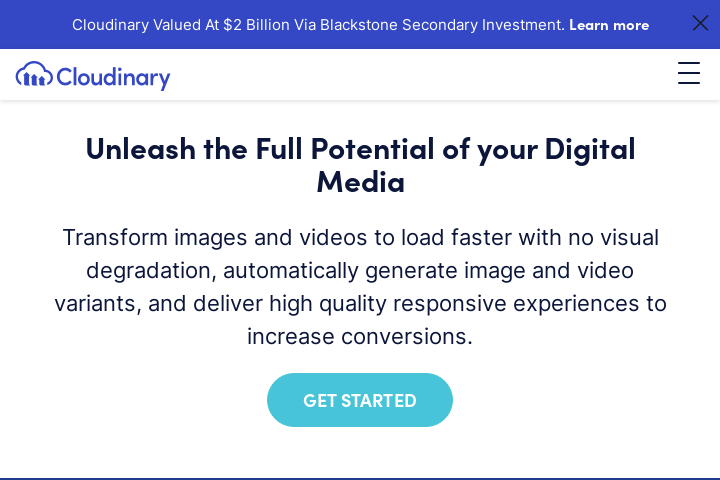 Cloudinary Valued At $2 Billion Via Blackstone Secondary Investment. Learn more
Cloudinary
Unleash the Full Potential of your Digital
Media
Transform images and videos to load faster with no visual
degradation, automatically generate image and video
variants, and deliver high quality responsive experiences to
increase conversions.
GET STARTED